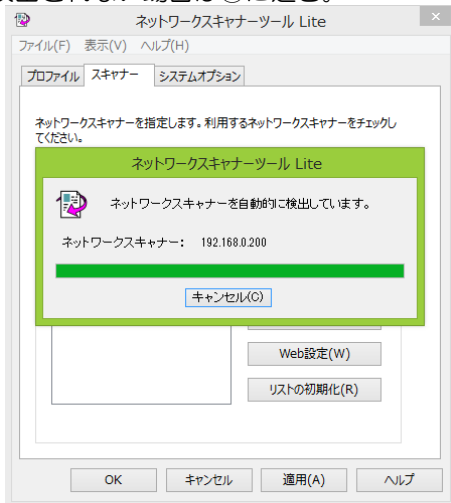 ネットワークスキャナーツール Lite
ファイル(F) 表示(V) ヘルプ(H)
プロファイル スキャナー システムオプション
ネットワークスキャナーを指定します。利用するネットワークスキャナーをチェックし
てください。
ネットワークスキャナーツール Lite
ネットワークスキャナーを自動的に検出しています。
ネットワークスキャナー: 192.168.0.200
キャンセル(C)
Web設定(W)
リストの初期化(R)
OK キャンセル 適用(A) ヘルプ